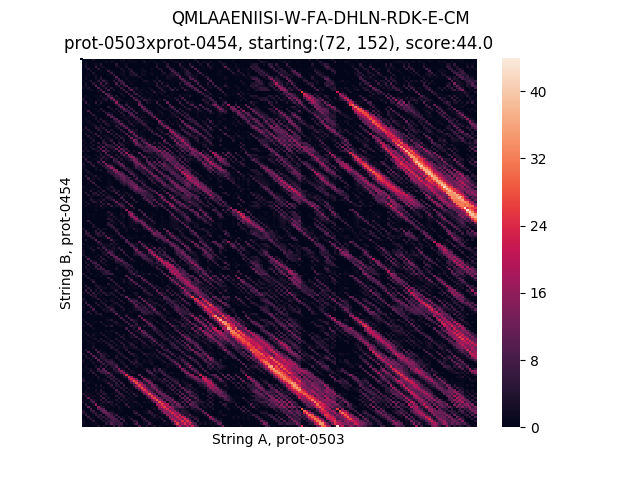 QMLAAENIISI-W-FA-DHLN-RDK-E-CM
prot-0503xprot-0454, starting:(72, 152), score:44.0
String B, prot-0454
String A, prot-0503
40
32
24
16
8
0